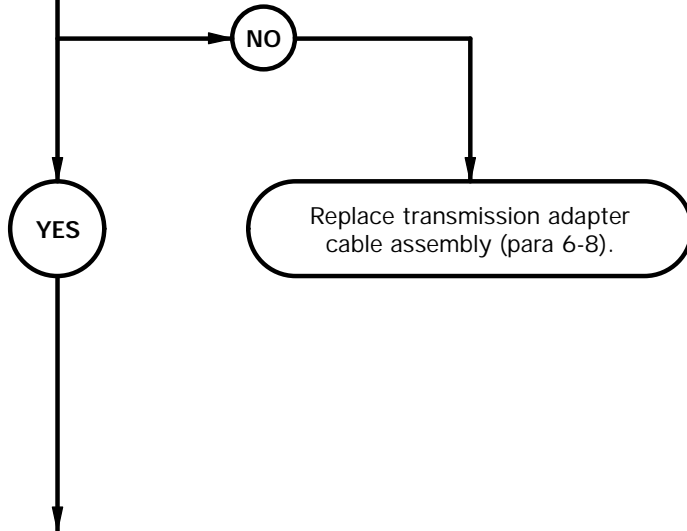 NO
YES
Replace transmission adapter
cable assembly (para 6-8).